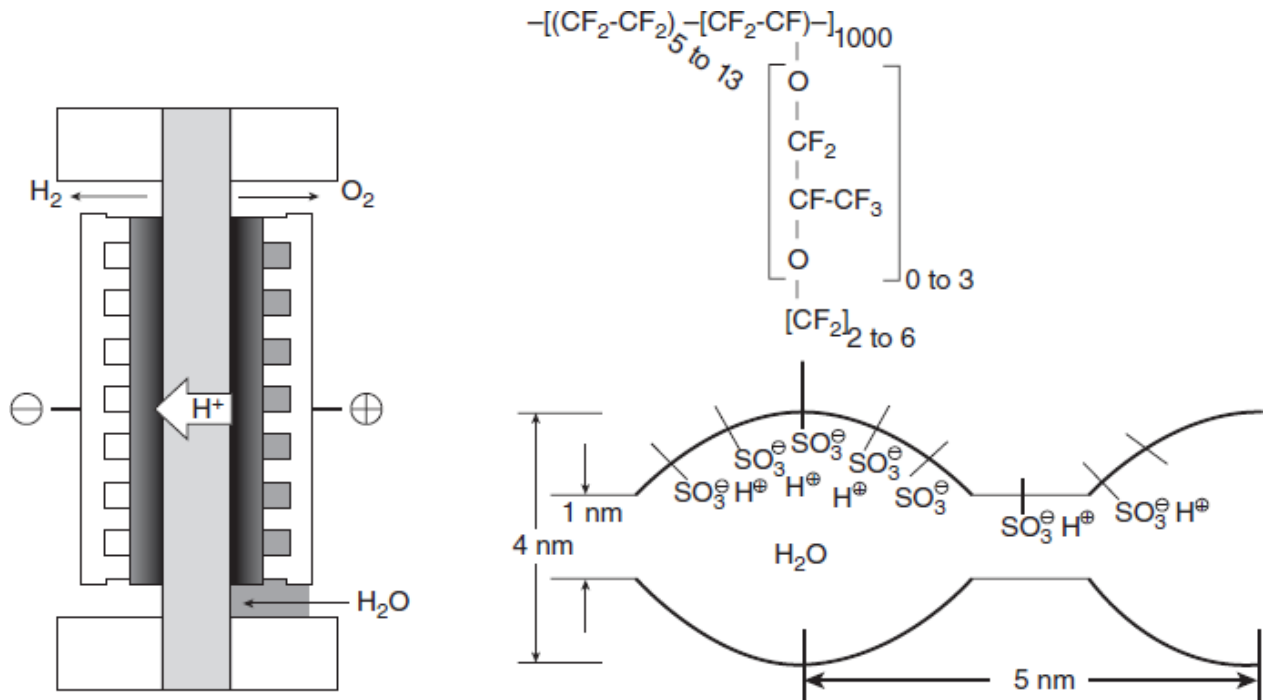 –[(CF₂-CF₂)₅ to 13–[CF₂-CF)–]₁₀₀₀
O
CF₂
CF-CF₃
O
0 to 3
[CF₂]₂ to 6
H₂
O₂
H⁺
⊖
⊕
H₂O
SO₃⊖
SO₃⊖
SO₃⊖
SO₃⊖ H⊕
H⊕
H⊕
SO₃⊖
SO₃⊖ H⊕
SO₃⊖ H⊕
1 nm
4 nm
H₂O
5 nm